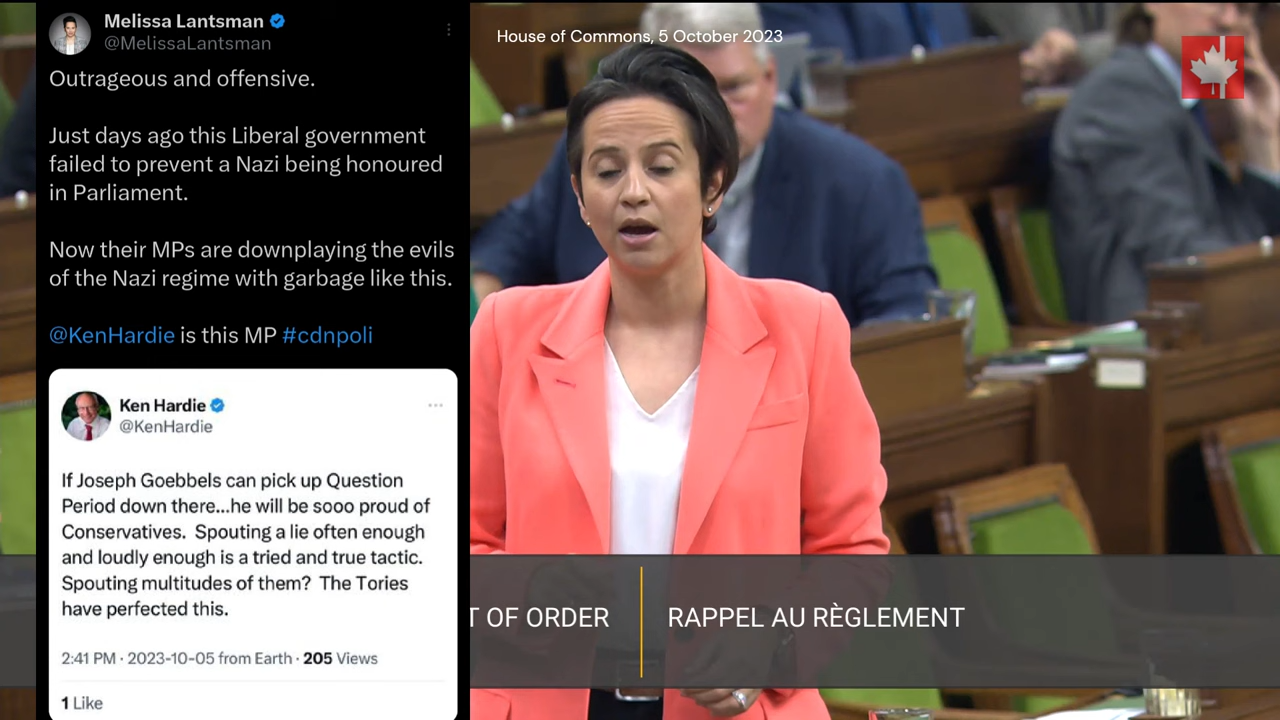 Melissa Lantsman
@MelissaLantsman
Outrageous and offensive.
Just days ago this Liberal government
failed to prevent a Nazi being honoured
in Parliament.
Now their MPs are downplaying the evils
of the Nazi regime with garbage like this.
@KenHardie is this MP #cdnpoli
Ken Hardie
@KenHardie
If Joseph Goebbels can pick up Question
Period down there...he will be sooo proud of
Conservatives. Spouting a lie often enough
and loudly enough is a tried and true tactic.
Spouting multitudes of them? The Tories
have perfected this.
2:41 PM · 2023-10-05 from Earth · 205 Views
1 Like
House of Commons, 5 October 2023
T OF ORDER
RAPPEL AU RÈGLEMENT